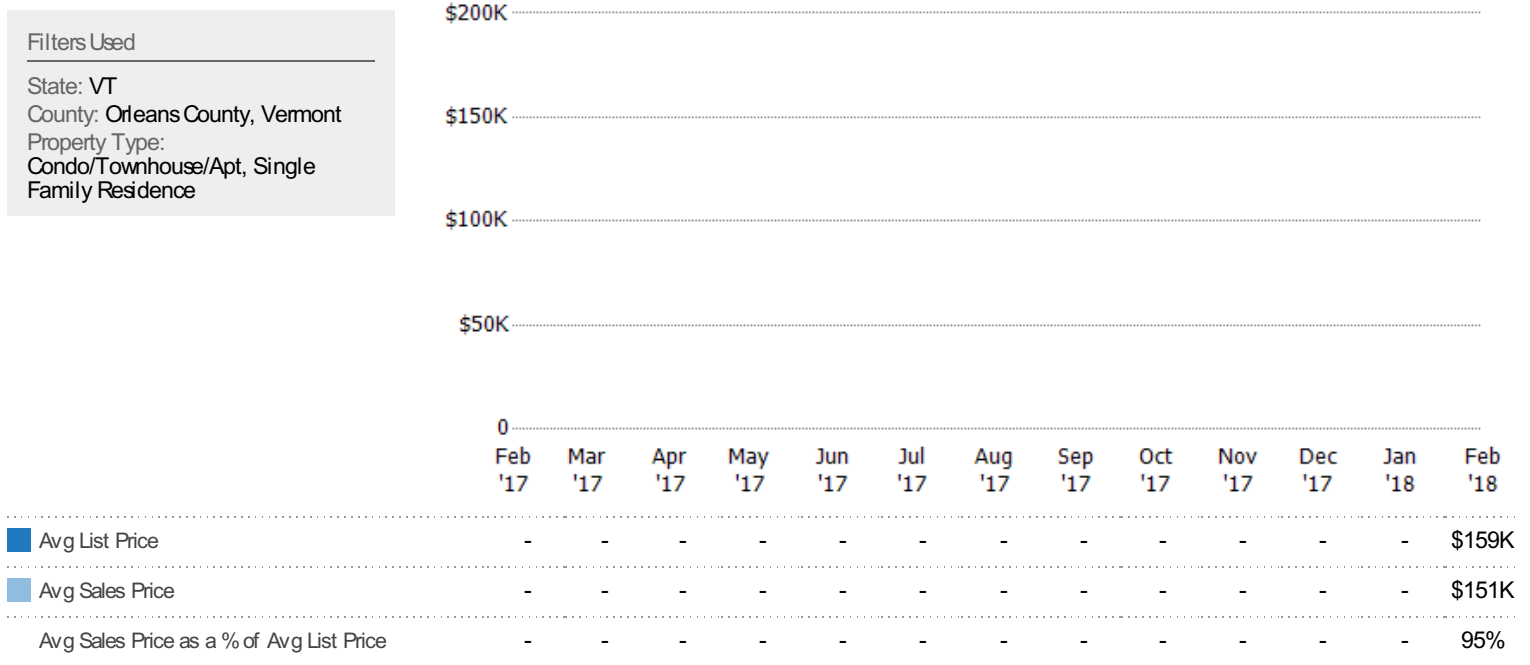 Filters Used
State: VT
County: Orleans County, Vermont
Property Type:
Condo/Townhouse/Apt, Single
Family Residence
$200K
$150K
$100K
$50K
0
Feb Mar Apr May Jun Jul Aug Sep Oct Nov Dec Jan Feb
'17 '17 '17 '17 '17 '17 '17 '17 '17 '17 '17 '18 '18
Avg List Price - - - - - - - - - - - - $159K
Avg Sales Price - - - - - - - - - - - - $151K
Avg Sales Price as a % of Avg List Price - - - - - - - - - - - - 95%